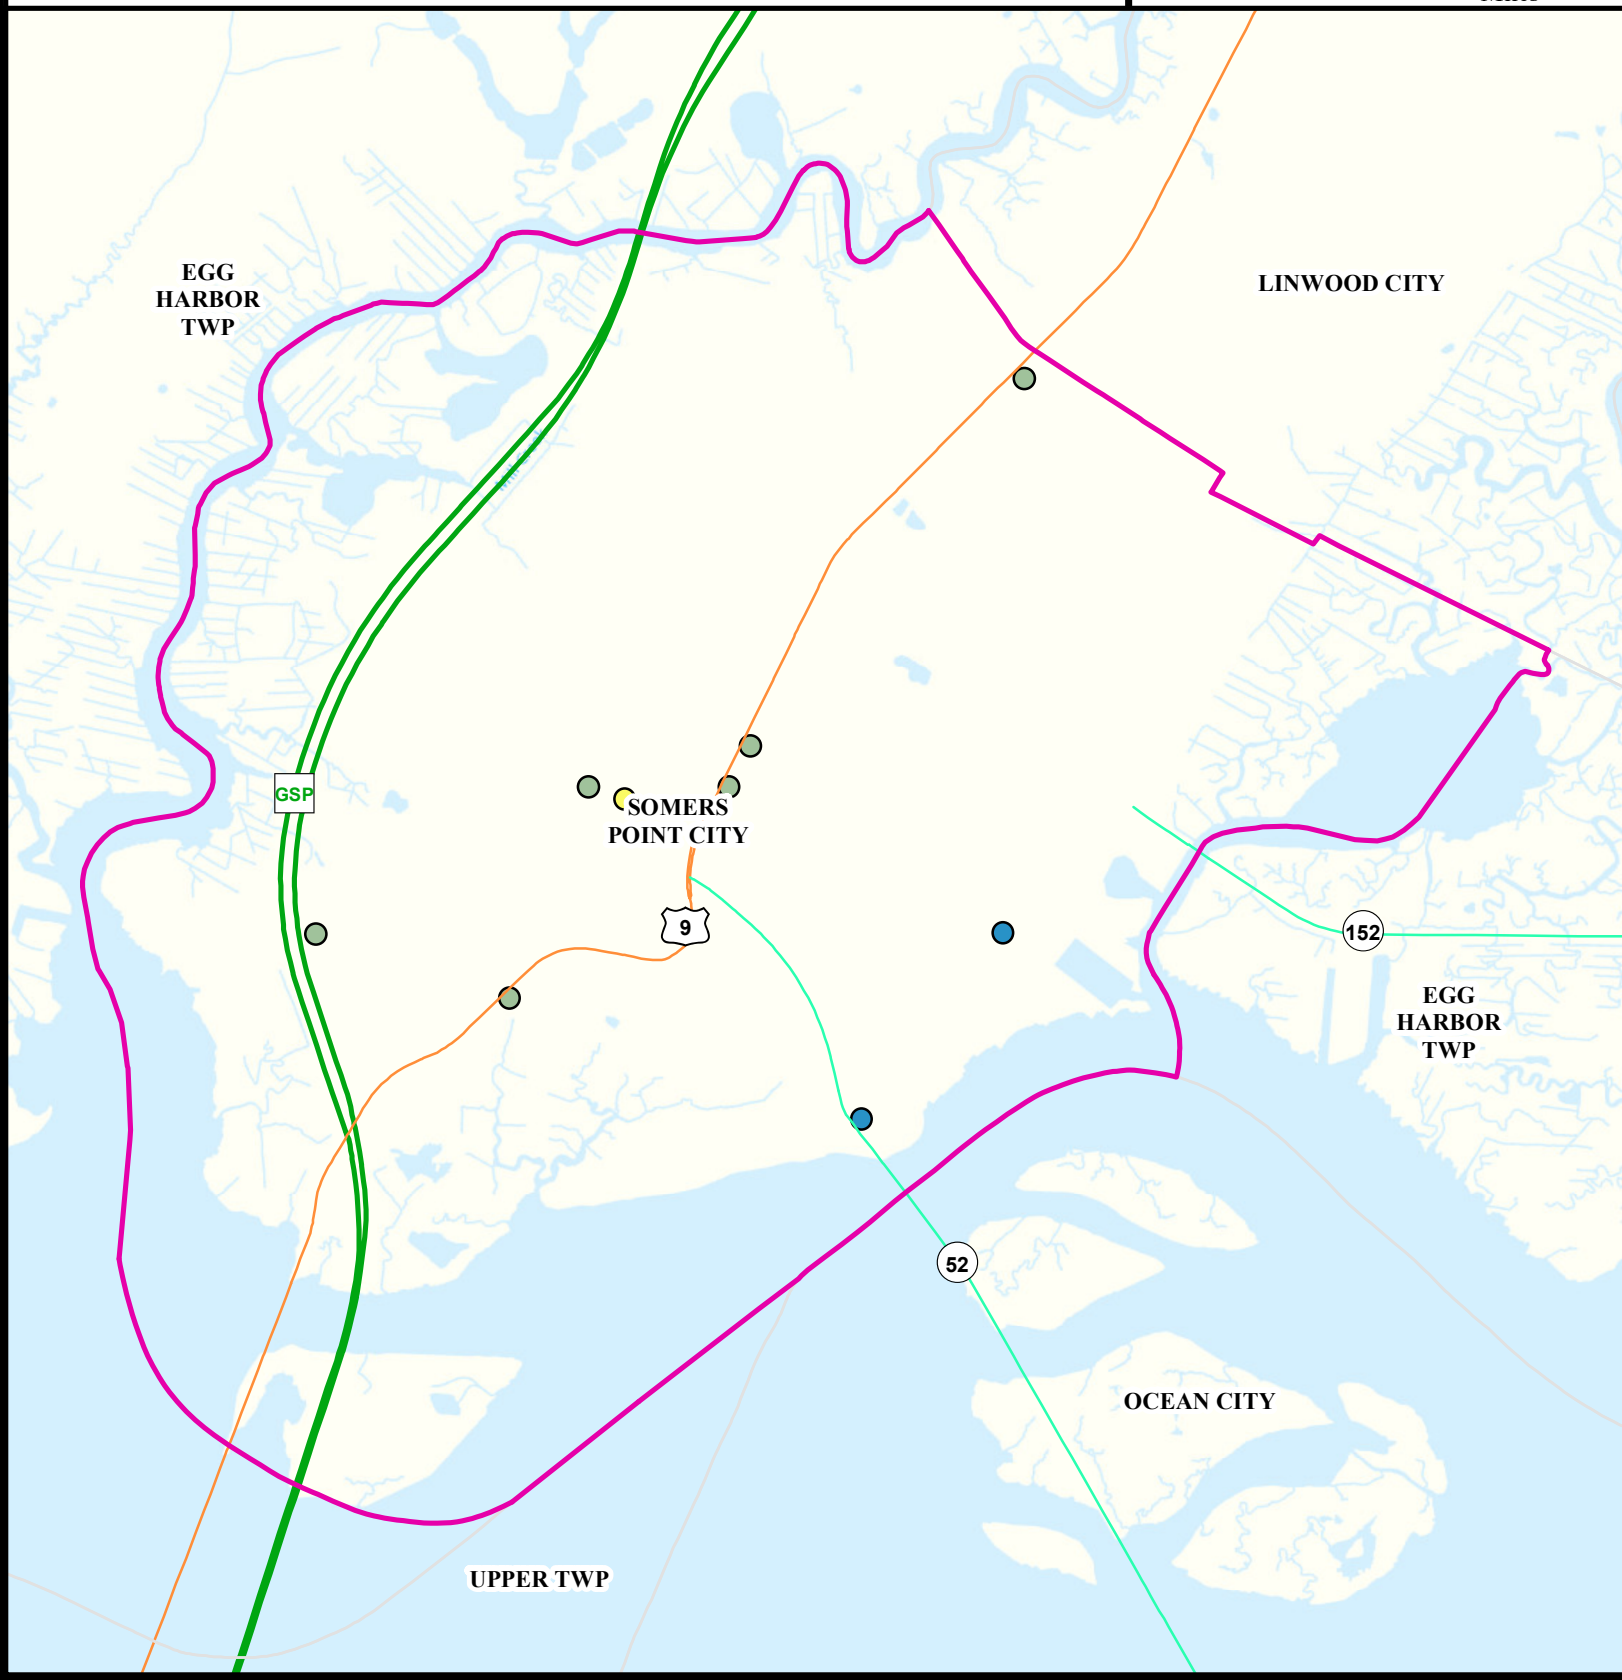 EGG
HARBOR
TWP
LINWOOD CITY
GSP
SOMERS
POINT CITY
9
152
EGG
HARBOR
TWP
52
OCEAN CITY
UPPER TWP